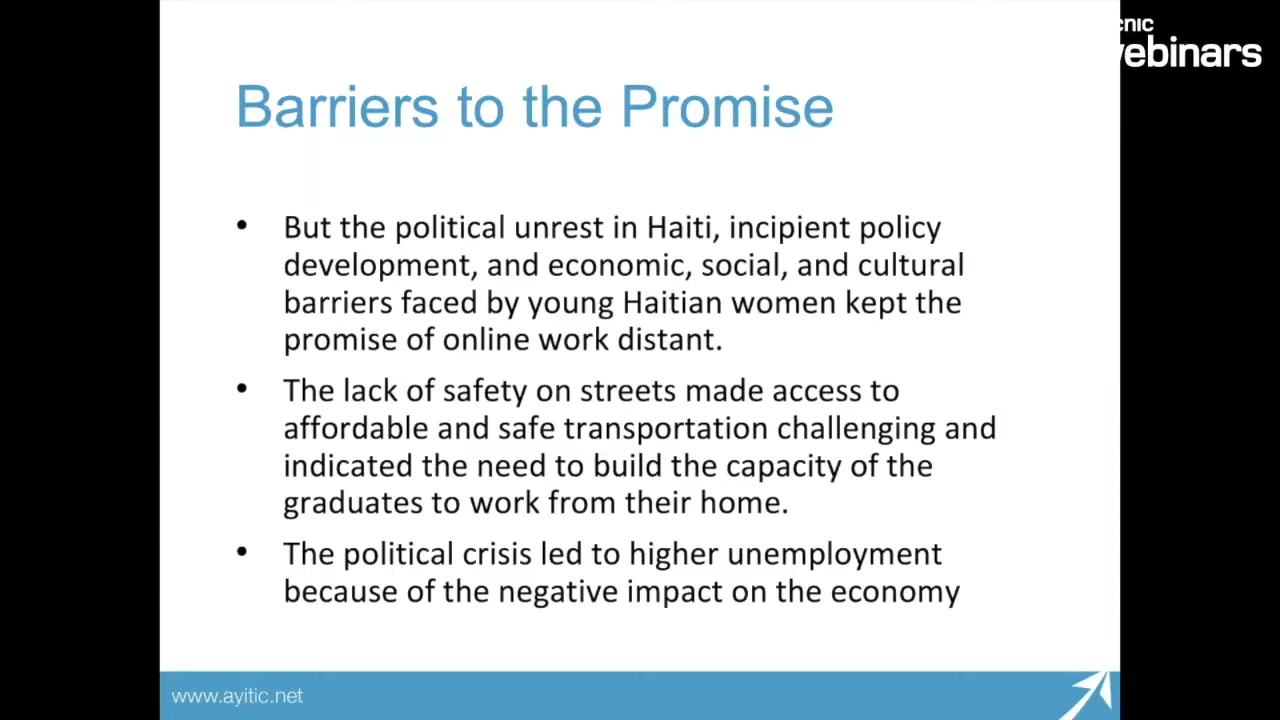 cnic
webinars
Barriers to the Promise
• But the political unrest in Haiti, incipient policy
development, and economic, social, and cultural
barriers faced by young Haitian women kept the
promise of online work distant.
• The lack of safety on streets made access to
affordable and safe transportation challenging and
indicated the need to build the capacity of the
graduates to work from their home.
• The political crisis led to higher unemployment
because of the negative impact on the economy
www.ayitic.net